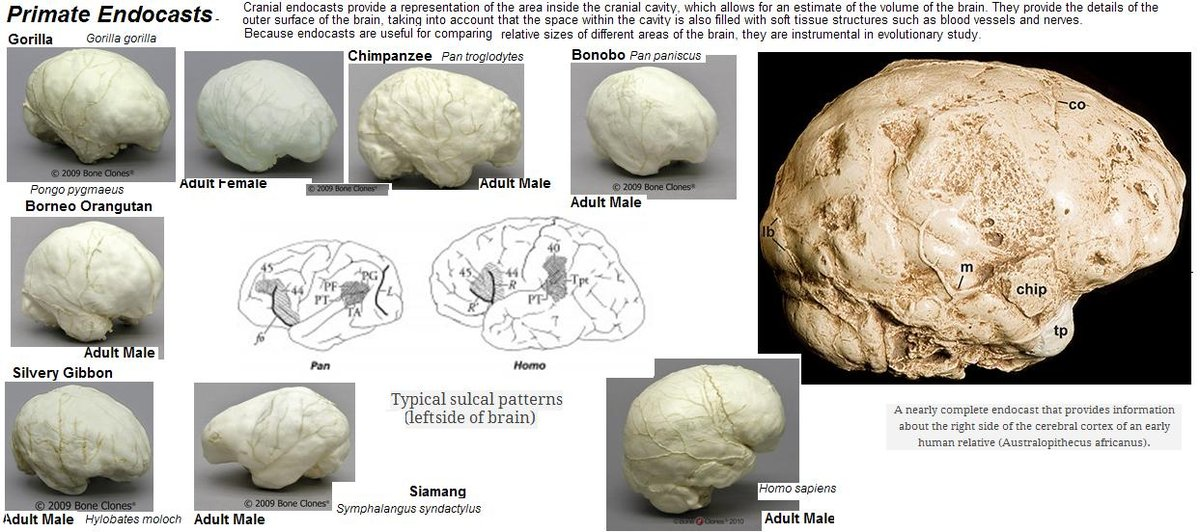 Primate Endocasts -
Cranial endocasts provide a representation of the area inside the cranial cavity, which allows for an estimate of the volume of the brain. They provide the details of the
outer surface of the brain, taking into account that the space within the cavity is also filled with soft tissue structures such as blood vessels and nerves.
Because endocasts are useful for comparing relative sizes of different areas of the brain, they are instrumental in evolutionary study.
Gorilla Gorilla gorilla
© 2009 Bone Clones®
Adult Female
© 2009 Bone Clones®
Chimpanzee Pan troglodytes
Adult Male
Bonobo Pan paniscus
© 2009 Bone Clones®
Adult Male
Pongo pygmaeus
Borneo Orangutan
Adult Male
45
44
PF
PG
PT
TA
L
fo
Pan
45
44
R
R'
40
Tpt
PT
L
7
3
Homo
Typical sulcal patterns
(leftside of brain)
co
lb
m
chip
tp
A nearly complete endocast that provides information
about the right side of the cerebral cortex of an early
human relative (Australopithecus africanus).
Silvery Gibbon
© 2009 Bone Clones®
Adult Male Hylobates moloch
© 2009 Bone Clones®
Adult Male
Siamang
Symphalangus syndactylus
Homo sapiens
© Bone Clones® 2010
Adult Male